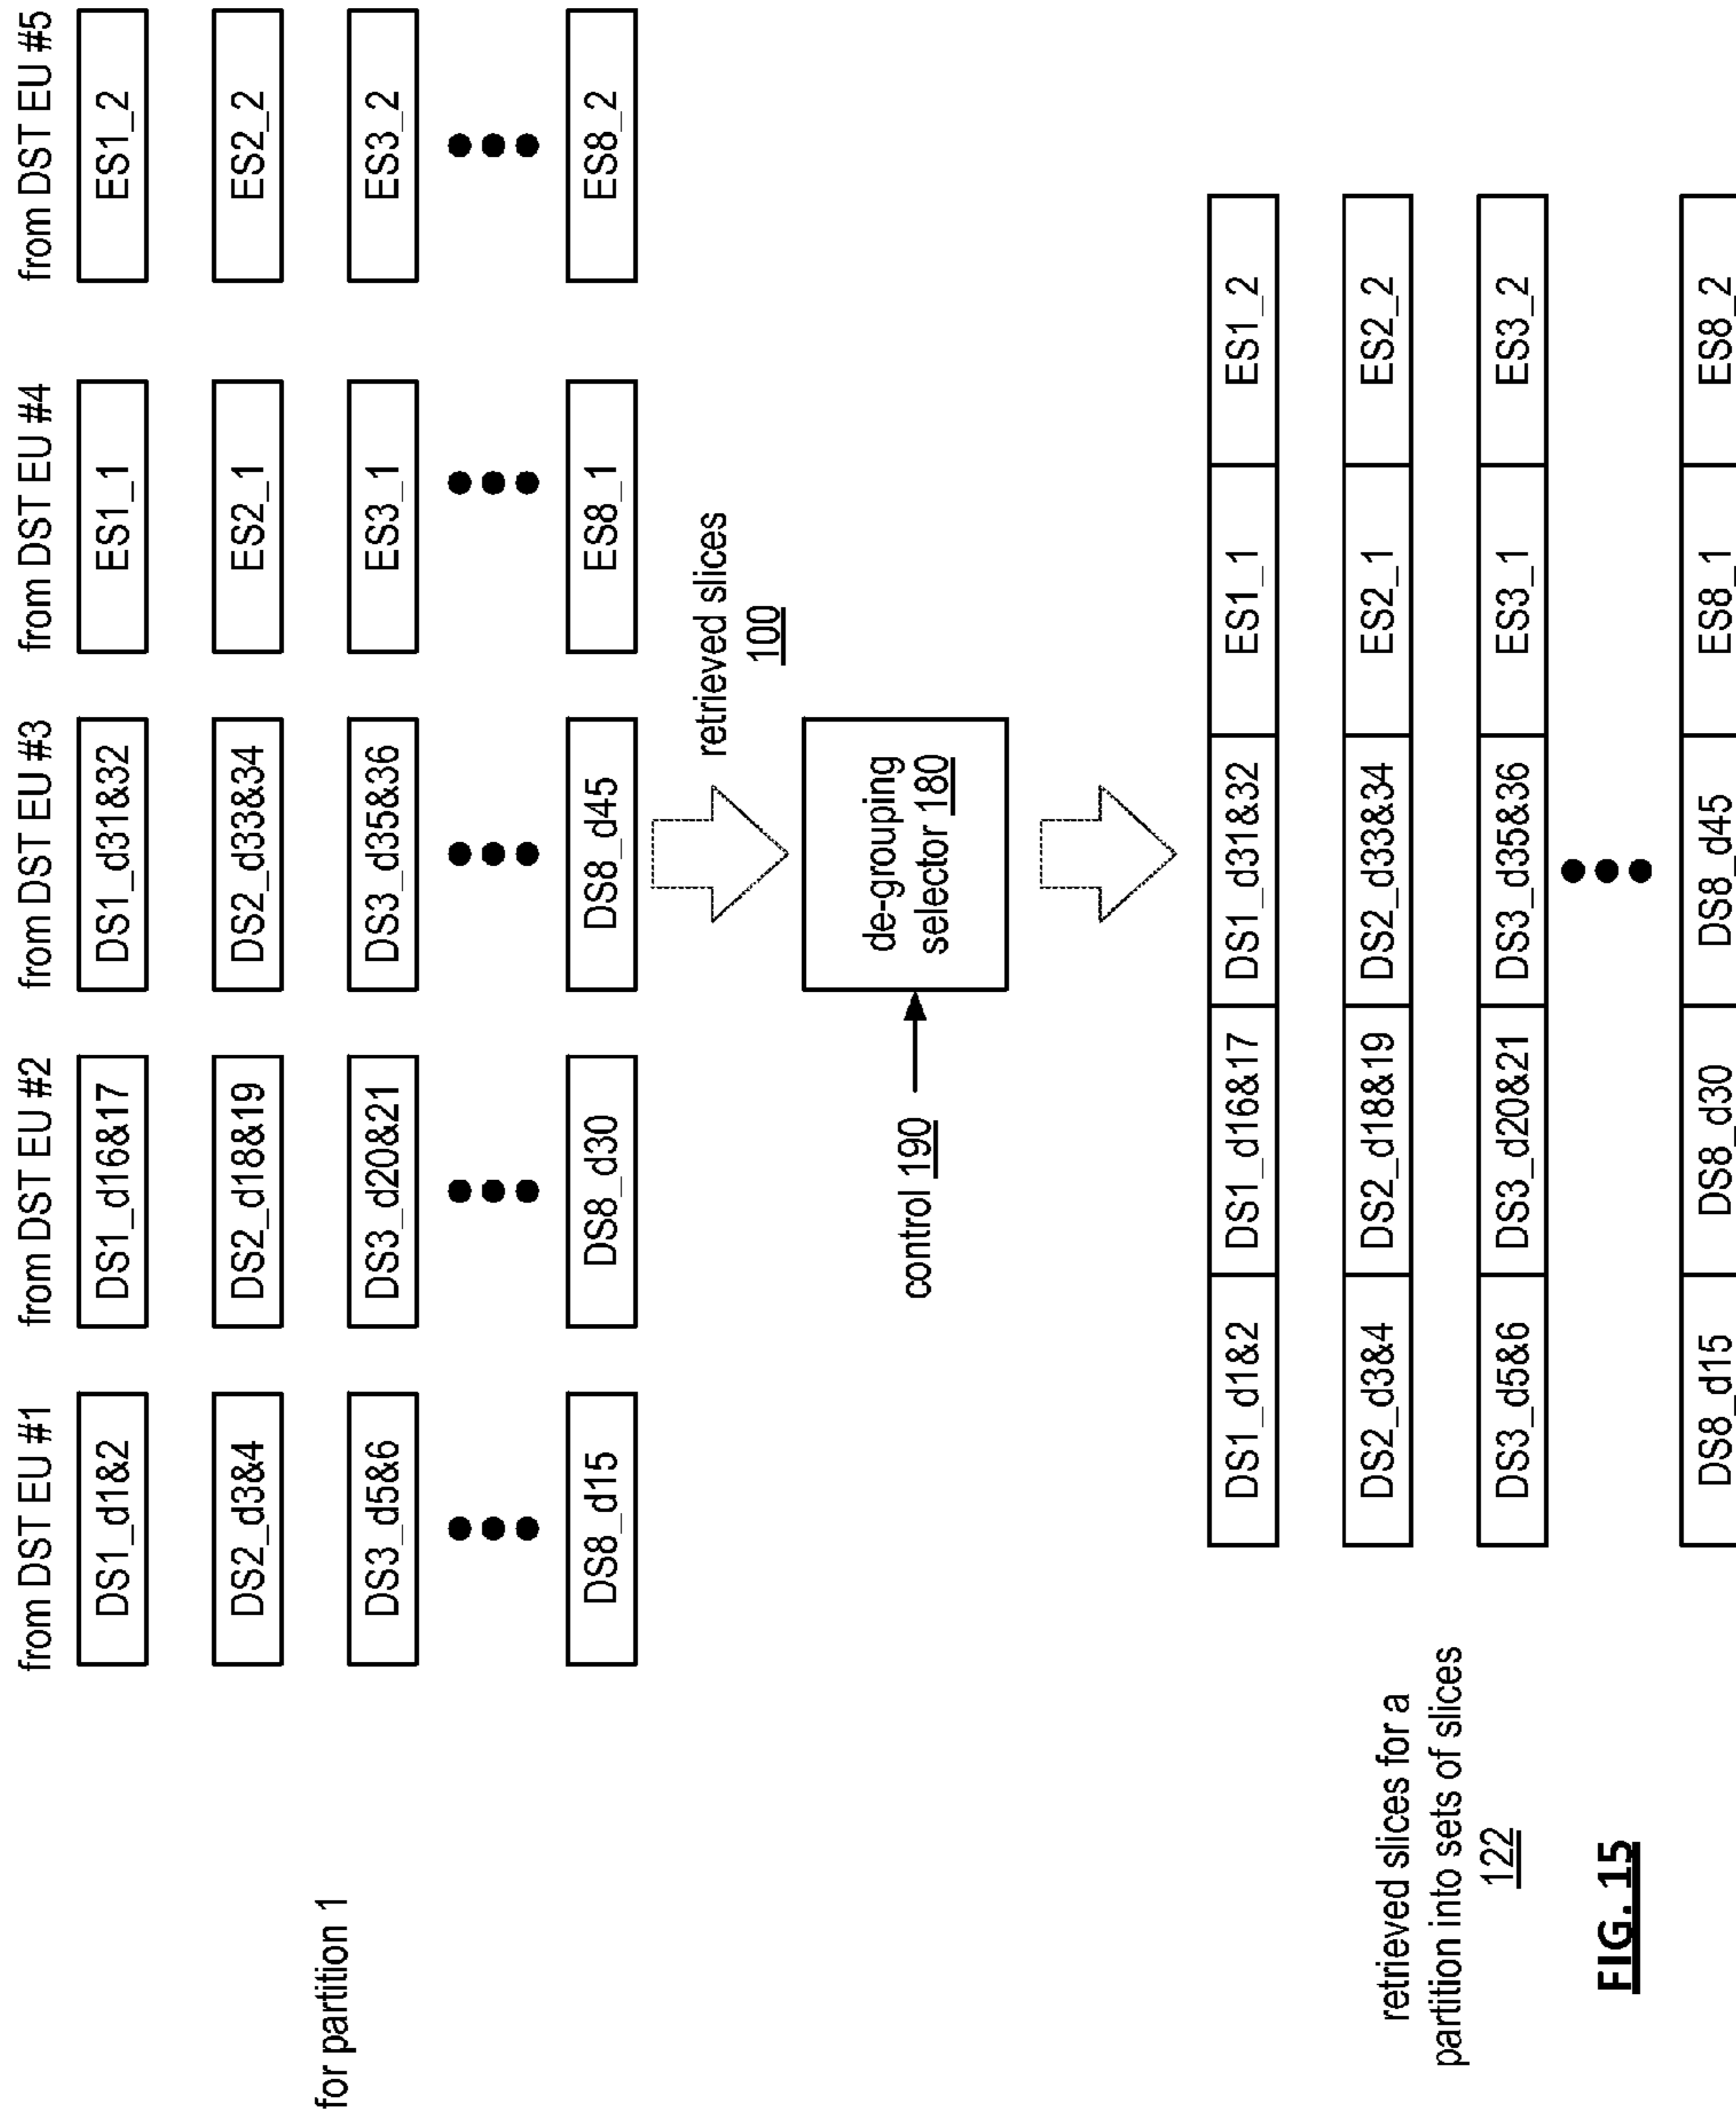 from DST EU #1
from DST EU #2
from DST EU #3
from DST EU #4
from DST EU #5
DS1_d1&2
DS1_d16&17
DS1_d31&32
ES1_1
ES1_2
DS2_d3&4
DS2_d18&19
DS2_d33&34
ES2_1
ES2_2
for partition 1
DS3_d5&6
DS3_d20&21
DS3_d35&36
ES3_1
ES3_2
DS8_d15
DS8_d30
DS8_d45
ES8_1
ES8_2
retrieved slices
100
de-grouping
selector 180
control 190
DS1_d1&2
DS1_d16&17
DS1_d31&32
ES1_1
ES1_2
DS2_d3&4
DS2_d18&19
DS2_d33&34
ES2_1
ES2_2
DS3_d5&6
DS3_d20&21
DS3_d35&36
ES3_1
ES3_2
DS8_d15
DS8_d30
DS8_d45
ES8_1
ES8_2
retrieved slices for a
partition into sets of slices
122
FIG. 15